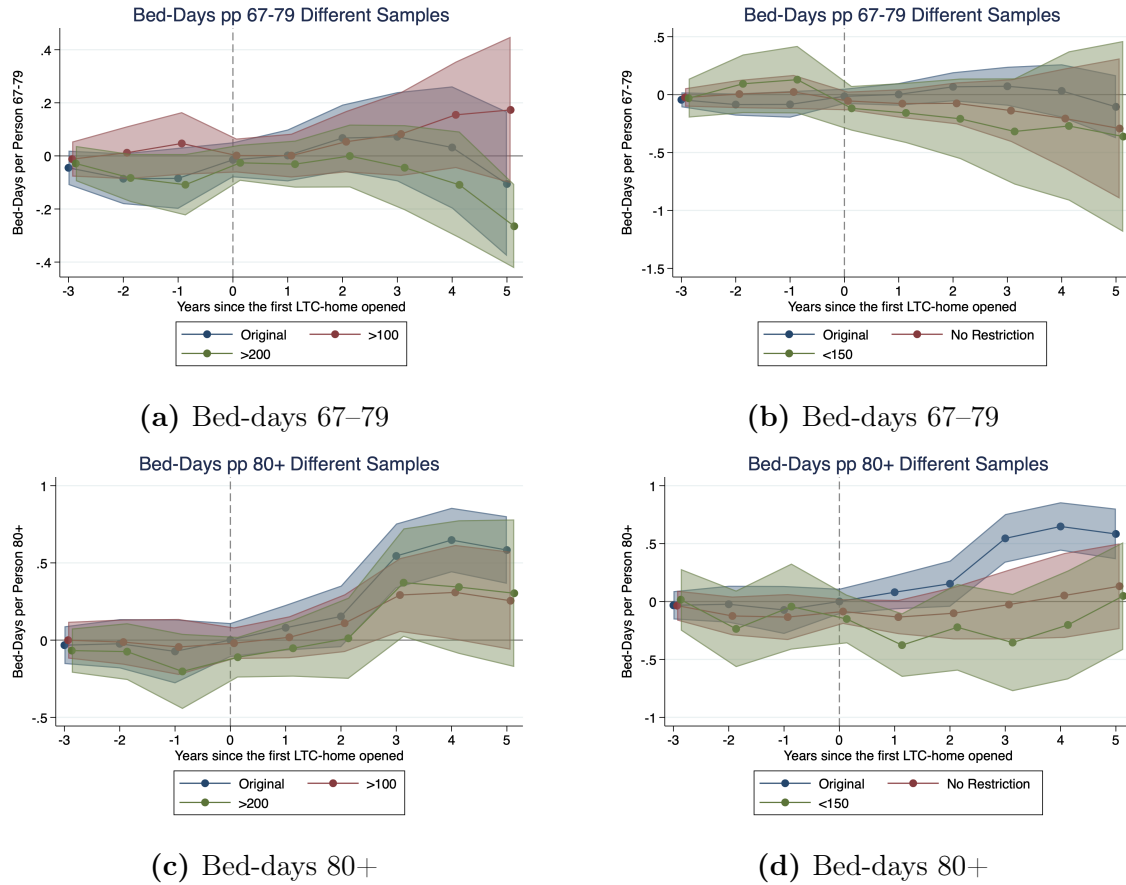 Bed-Days pp 67-79 Different Samples
Bed-Days per Person 67-79
.4
.2
0
-.2
-.4
-3 -2 -1 0 1 2 3 4 5
Years since the first LTC-home opened
Original >100
>200
(a) Bed-days 67–79
Bed-Days pp 67-79 Different Samples
Bed-Days per Person 67-79
.5
0
-.5
-1
-1.5
-3 -2 -1 0 1 2 3 4 5
Years since the first LTC-home opened
Original No Restriction
<150
(b) Bed-days 67–79
Bed-Days pp 80+ Different Samples
Bed-Days per Person 80+
1
.5
0
-.5
-3 -2 -1 0 1 2 3 4 5
Years since the first LTC-home opened
Original >100
>200
(c) Bed-days 80+
Bed-Days pp 80+ Different Samples
Bed-Days per Person 80+
1
.5
0
-.5
-1
-3 -2 -1 0 1 2 3 4 5
Years since the first LTC-home opened
Original No Restriction
<150
(d) Bed-days 80+